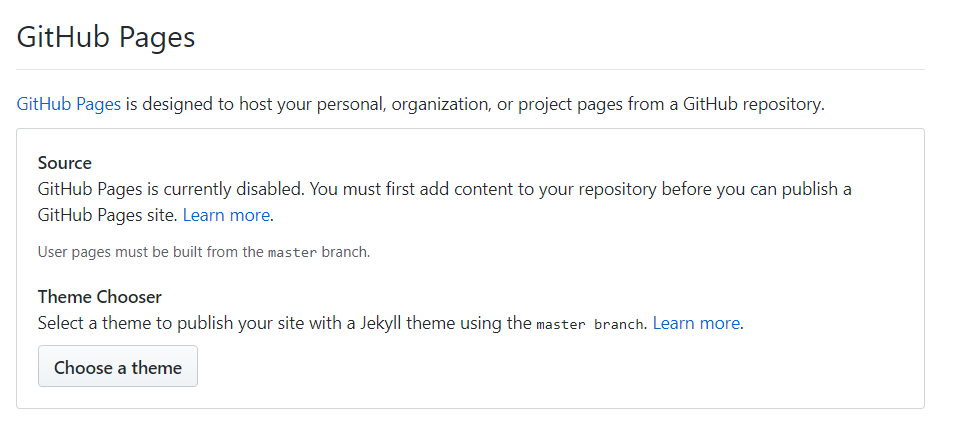 GitHub Pages
GitHub Pages is designed to host your personal, organization, or project pages from a GitHub repository.
Source
GitHub Pages is currently disabled. You must first add content to your repository before you can publish a
GitHub Pages site. Learn more.
User pages must be built from the master branch.
Theme Chooser
Select a theme to publish your site with a Jekyll theme using the master branch. Learn more.
Choose a theme